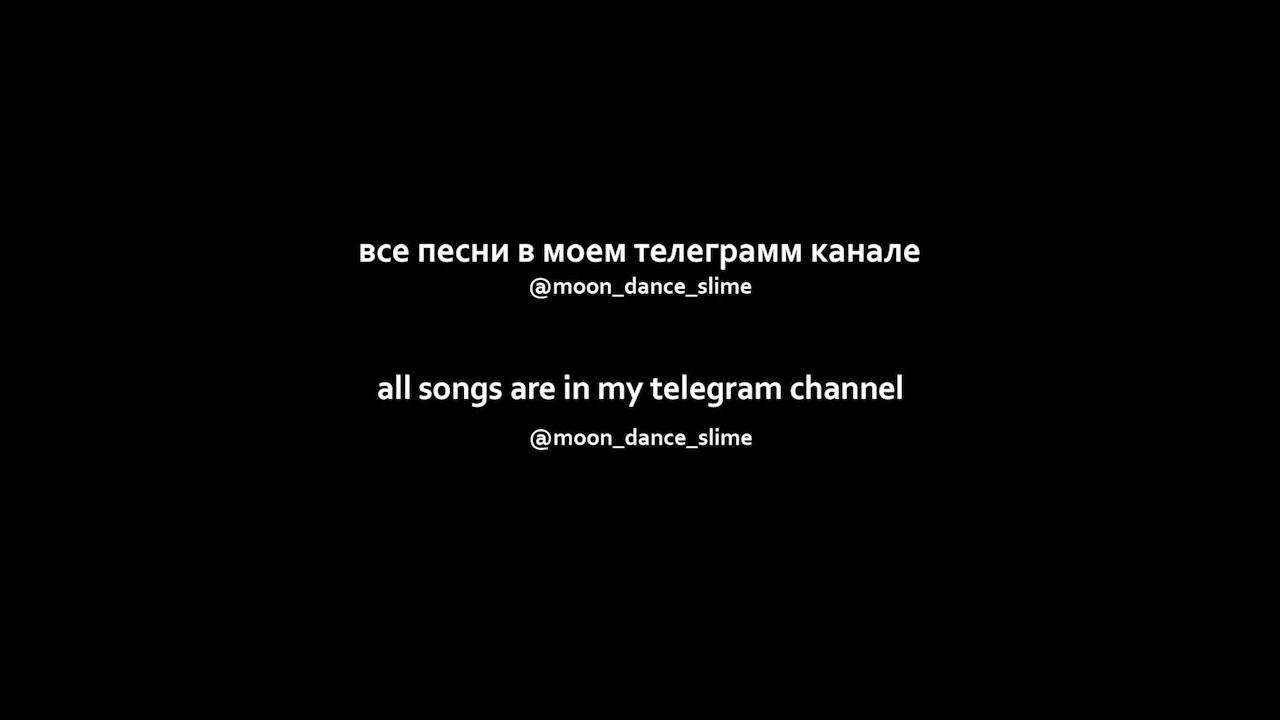 все песни в моем телеграмм канале
@moon_dance_slime
all songs are in my telegram channel
@moon_dance_slime